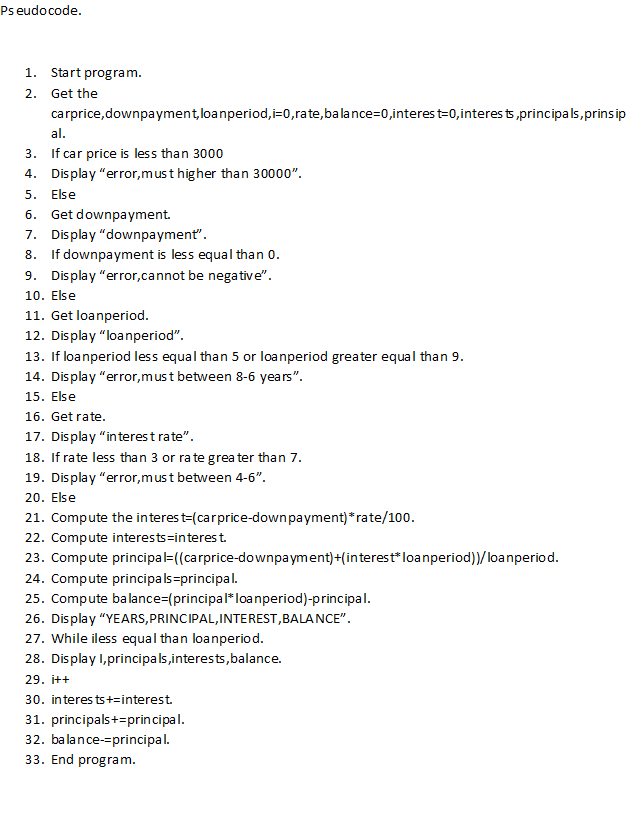 Pseudocode.
1. Start program.
2. Get the
carprice,downpayment,loanperiod,i=0,rate,balance=0,interest=0,interests,principals,prinsip
al.
3. If car price is less than 3000
4. Display “error,must higher than 30000”.
5. Else
6. Get downpayment.
7. Display “downpayment”.
8. If downpayment is less equal than 0.
9. Display “error,cannot be negative”.
10. Else
11. Get loanperiod.
12. Display “loanperiod”.
13. If loanperiod less equal than 5 or loanperiod greater equal than 9.
14. Display “error,must between 8-6 years”.
15. Else
16. Get rate.
17. Display “interest rate”.
18. If rate less than 3 or rate greater than 7.
19. Display “error,must between 4-6”.
20. Else
21. Compute the interest=(carprice-downpayment)*rate/100.
22. Compute interests=interest.
23. Compute principal=((carprice-downpayment)+(interest*loanperiod))/loanperiod.
24. Compute principals=principal.
25. Compute balance=(principal*loanperiod)-principal.
26. Display “YEARS,PRINCIPAL,INTEREST,BALANCE”.
27. While iless equal than loanperiod.
28. Display I,principals,interests,balance.
29. i++
30. interests+=interest.
31. principals+=principal.
32. balance-=principal.
33. End program.